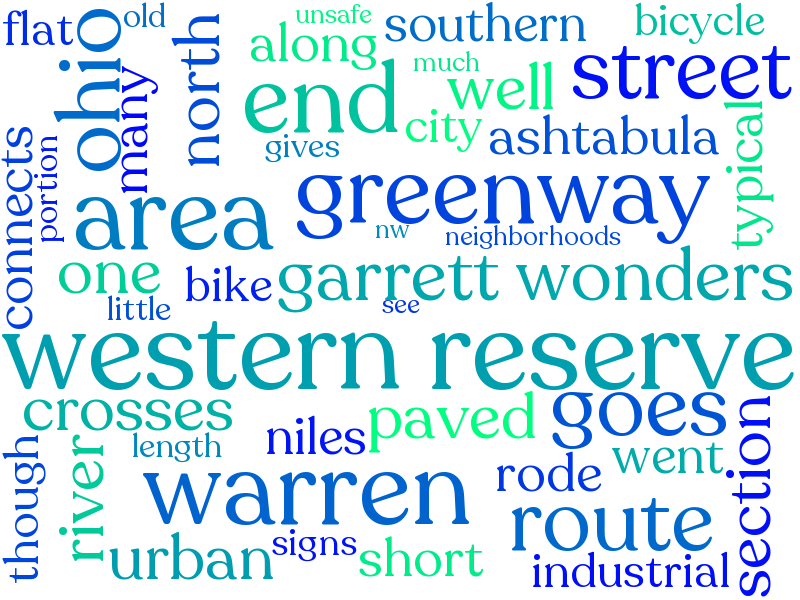 flat
old
unsafe
southern
bicycle
ohio
many
north
along
much
street
end
well
city
ashtabula
gives
typical
connects
portion
area
greenway
nw
neighborhoods
one
bike
garrett wonders
little
see
western reserve
crosses
paved
goes
though
river
length
niles
went
section
warren
rode
route
urban
signs
short
industrial